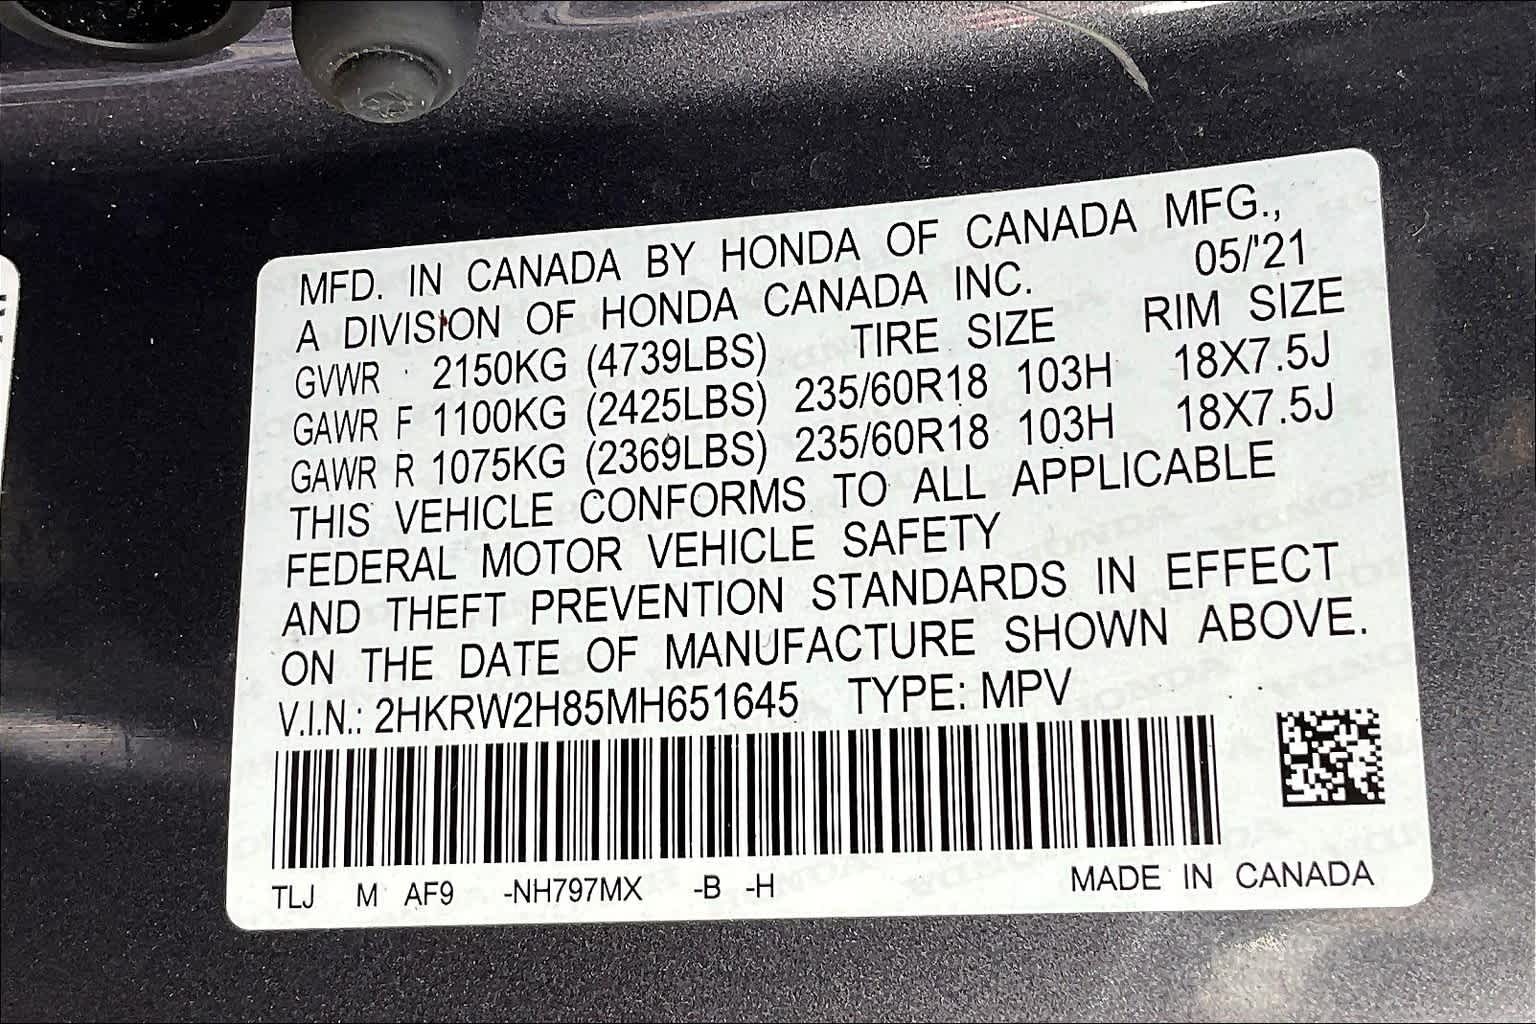 MFD. IN CANADA BY HONDA OF CANADA MFG.,
A DIVISION OF HONDA CANADA INC. 05/'21
GVWR 2150KG (4739LBS) TIRE SIZE RIM SIZE
GAWR F 1100KG (2425LBS) 235/60R18 103H 18X7.5J
GAWR R 1075KG (2369LBS) 235/60R18 103H 18X7.5J
THIS VEHICLE CONFORMS TO ALL APPLICABLE
FEDERAL MOTOR VEHICLE SAFETY
AND THEFT PREVENTION STANDARDS IN EFFECT
ON THE DATE OF MANUFACTURE SHOWN ABOVE.
V.I.N.: 2HKRW2H85MH651645 TYPE: MPV
TLJ M AF9 -NH797MX -B -H MADE IN CANADA